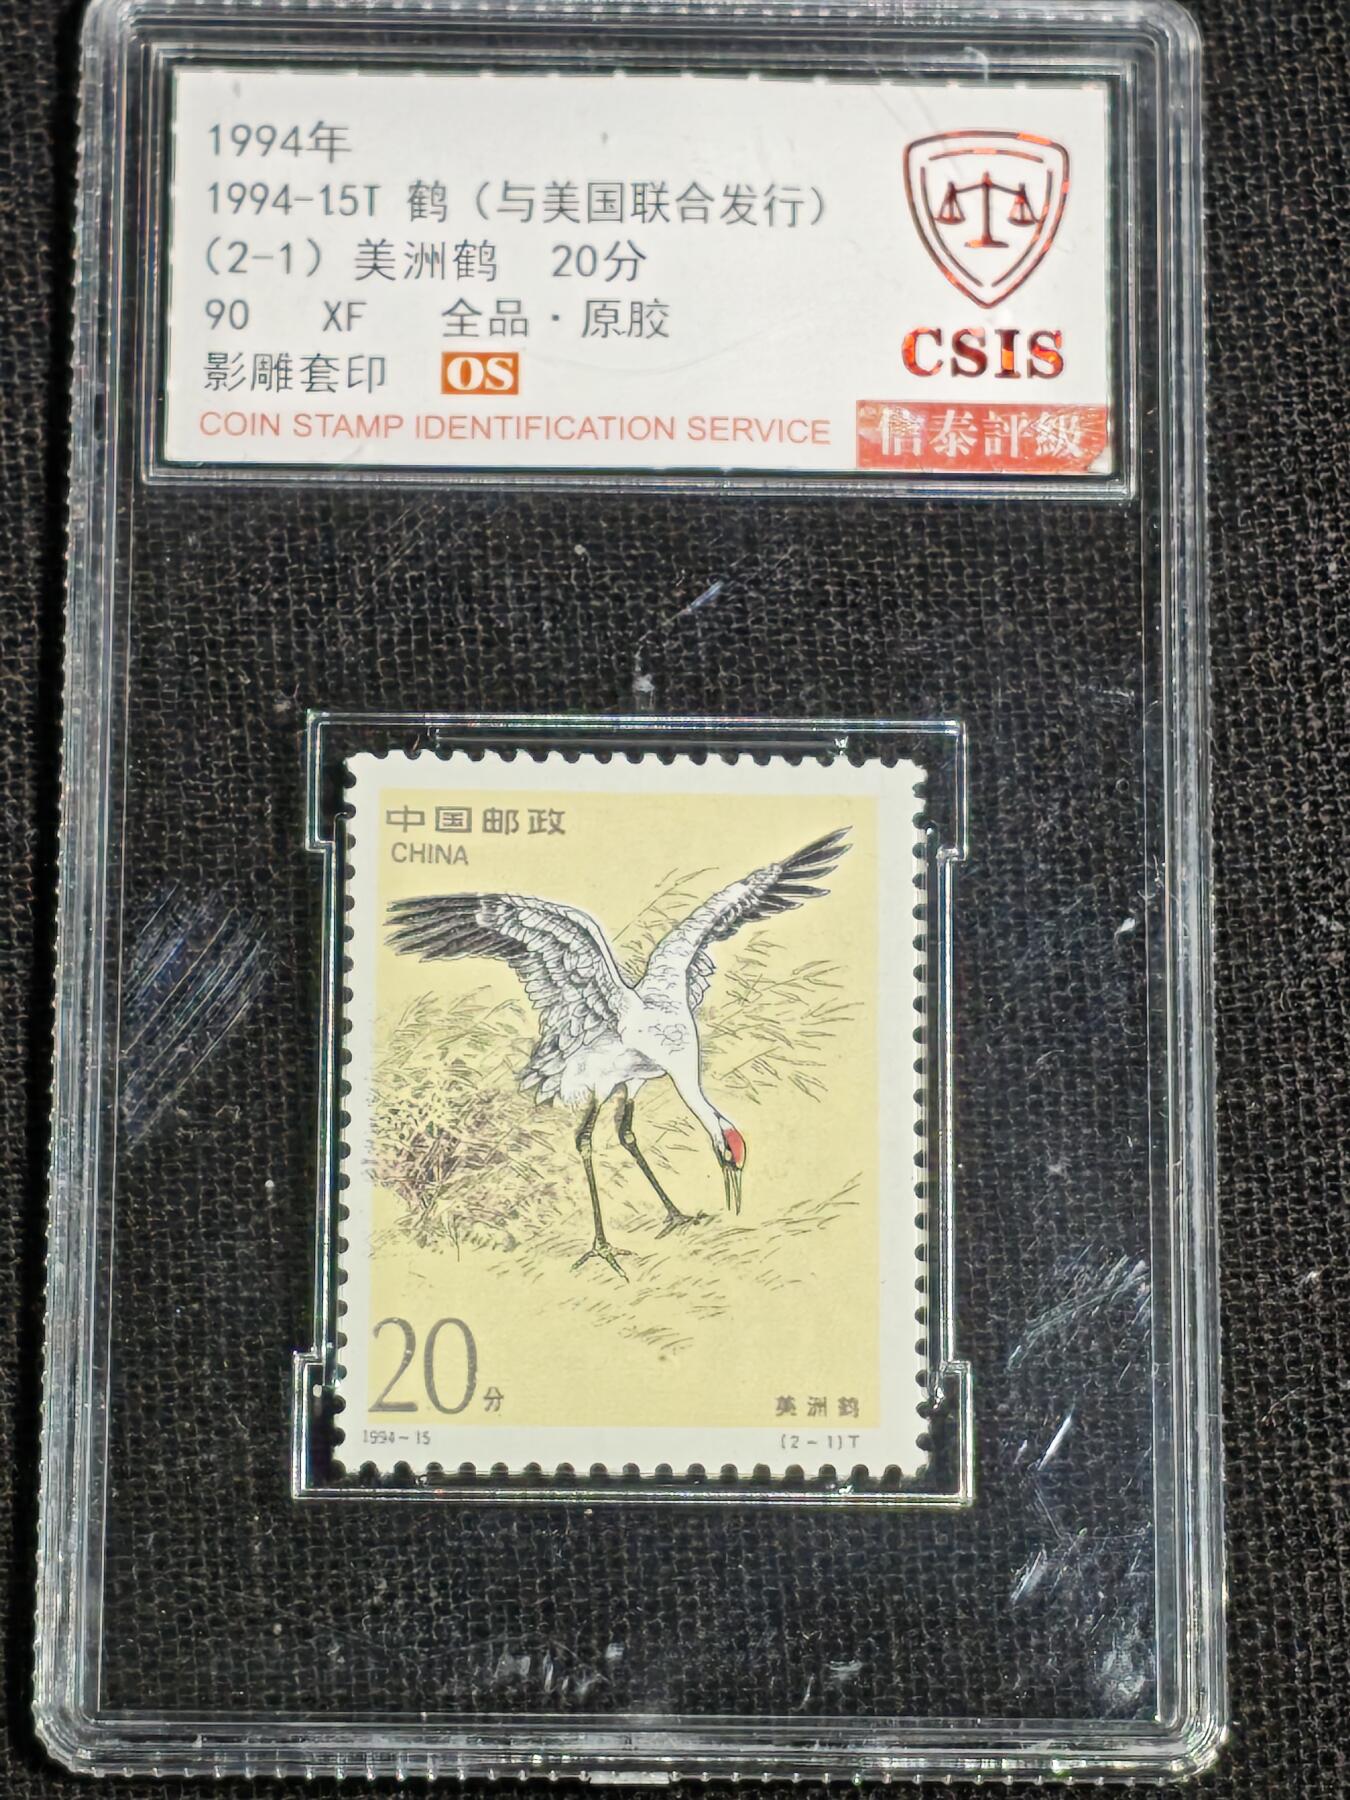 1994年
1994-15T 鹤（与美国联合发行）
（2-1）美洲鹤 20分
90 XF 全品·原胶
影雕套印 OS
COIN STAMP IDENTIFICATION SERVICE
CSIS
信泰評級
中国邮政
CHINA
20分
美洲鹤
1994-15
(2-1)T